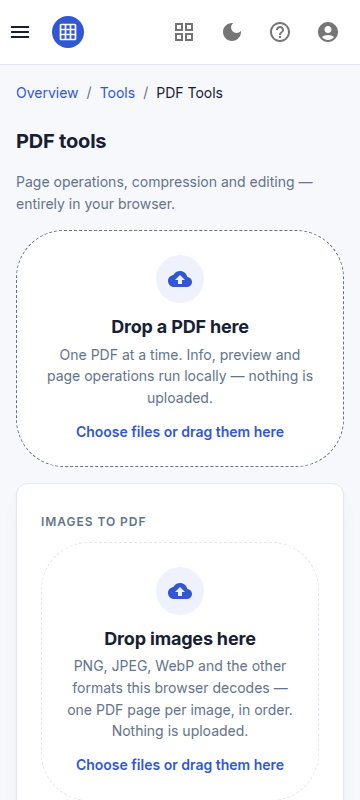 Overview / Tools / PDF Tools
PDF tools
Page operations, compression and editing —
entirely in your browser.
Drop a PDF here
One PDF at a time. Info, preview and
page operations run locally — nothing is
uploaded.
Choose files or drag them here
IMAGES TO PDF
Drop images here
PNG, JPEG, WebP and the other
formats this browser decodes —
one PDF page per image, in order.
Nothing is uploaded.
Choose files or drag them here